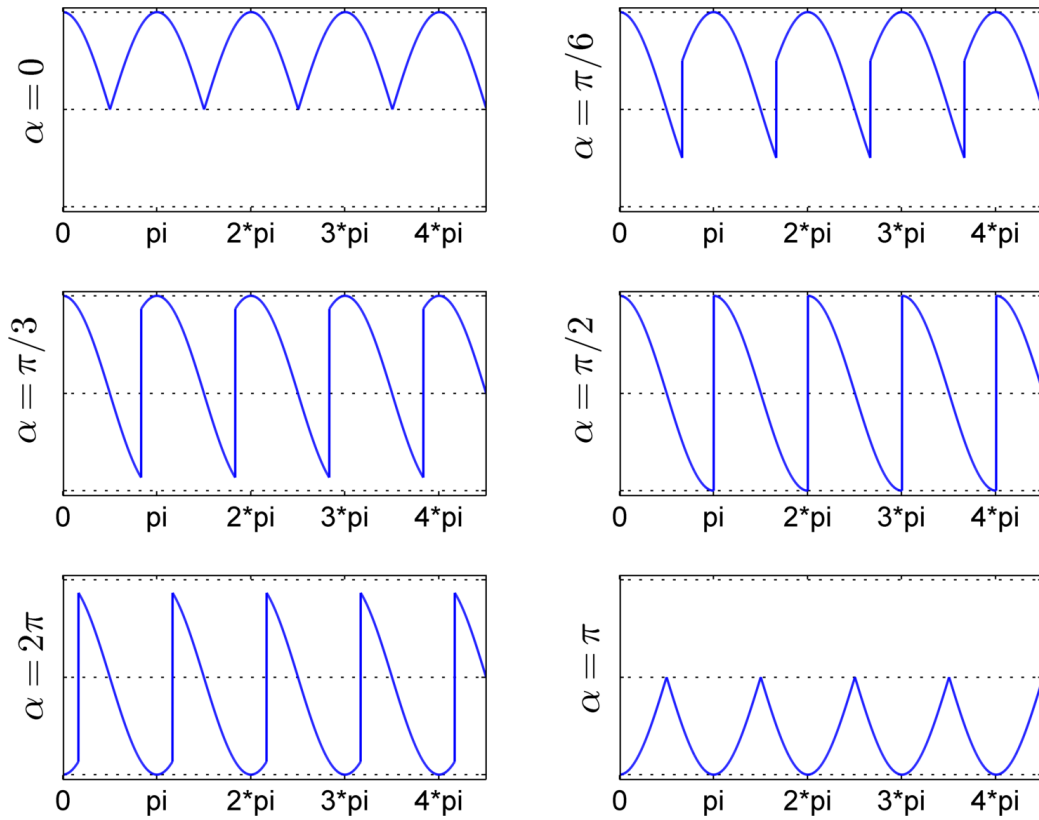 α = 0
0 pi 2*pi 3*pi 4*pi
α = π/6
0 pi 2*pi 3*pi 4*pi
α = π/3
0 pi 2*pi 3*pi 4*pi
α = π/2
0 pi 2*pi 3*pi 4*pi
α = 2π
0 pi 2*pi 3*pi 4*pi
α = π
0 pi 2*pi 3*pi 4*pi